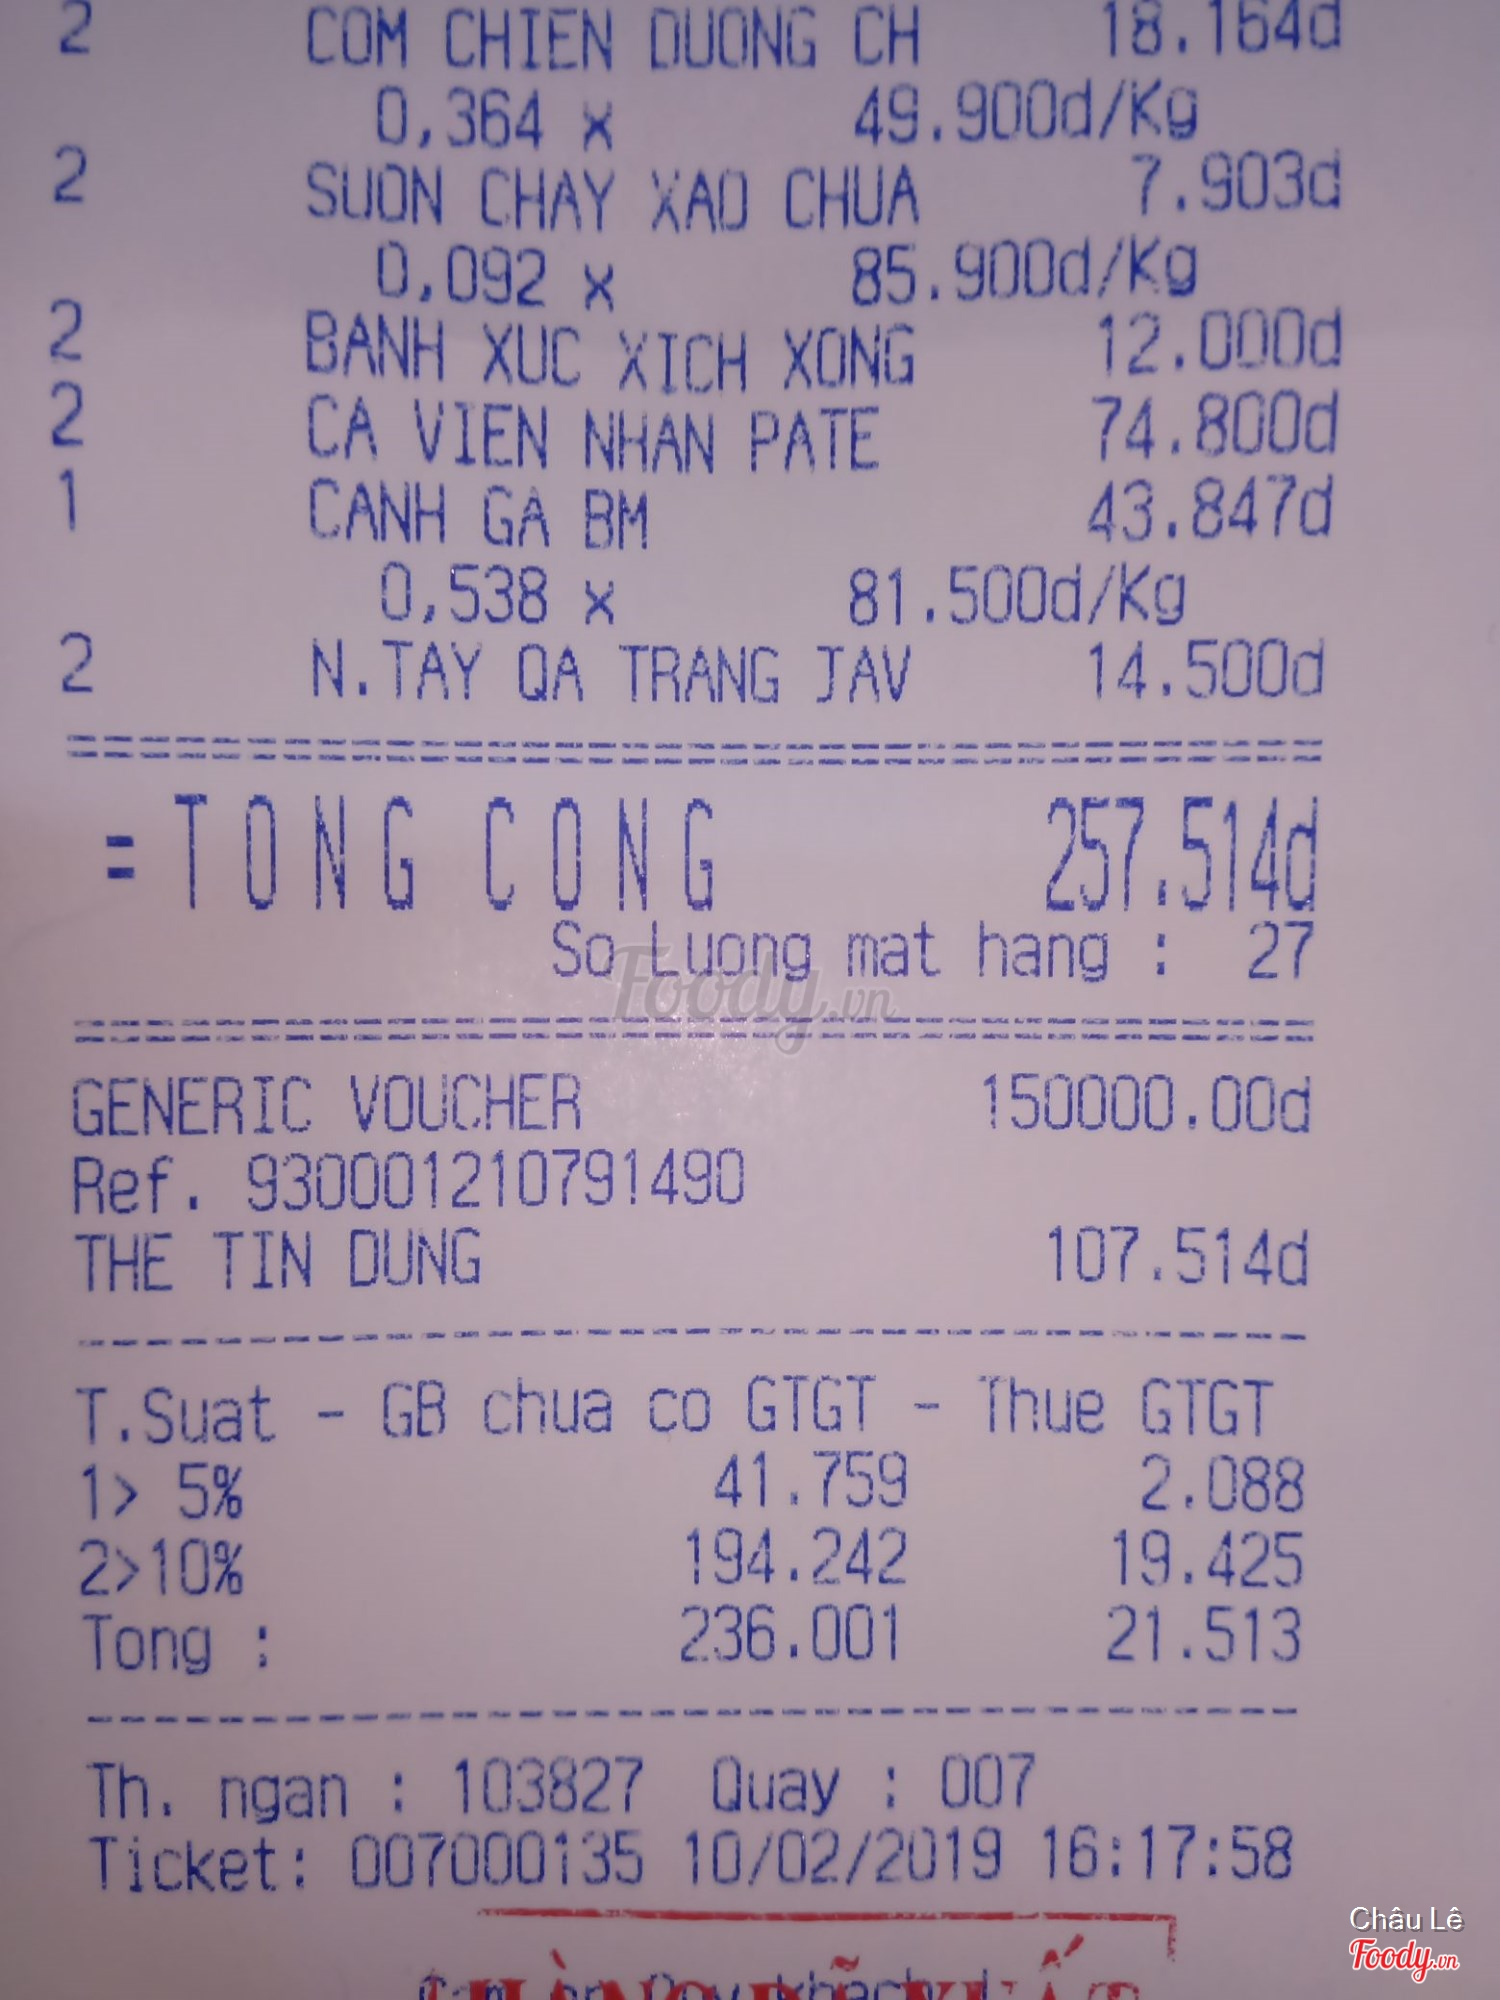 2 COM CHIEN DUONG CH 18.164d
0,364 x 49.900d/Kg
2 SUON CHAY XAO CHUA 7.903d
0,092 x 85.900d/Kg
2 BANH XUC XICH XONG 12.000d
2 CA VIEN NHAN PATE 74.800d
1 CANH GA BM 43.847d
0,538 x 81.500d/Kg
2 N.TAY QA TRANG JAV 14.500d
=TONG CONG 257.514d
So Luong mat hang : 27
Foody.vn
GENERIC VOUCHER 150000.00d
Ref. 930001210791490
THE TIN DUNG 107.514d
T.Suat - GB chua co GTGT - Thue GTGT
1> 5% 41.759 2.088
2>10% 194.242 19.425
Tong : 236.001 21.513
Th. ngan : 103827 Quay : 007
Ticket: 007000135 10/02/2019 16:17:58
Châu Lê
Foody.vn